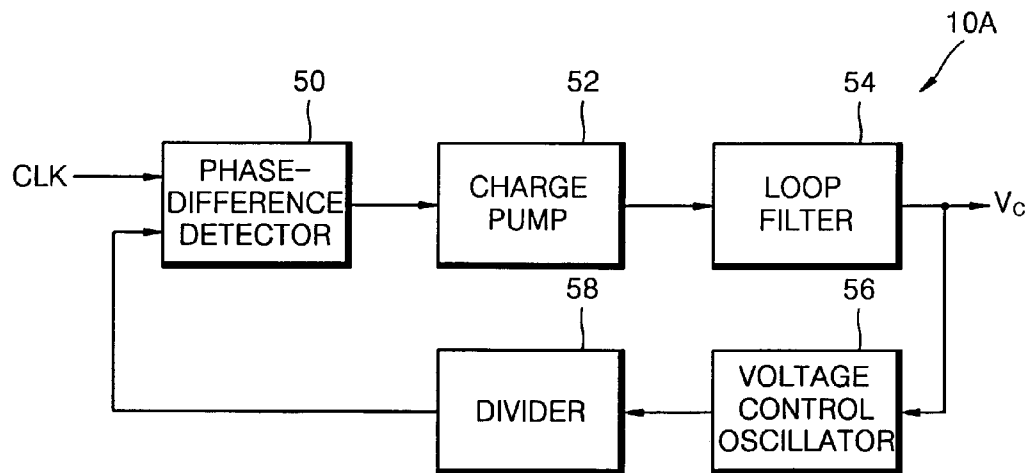 10A
50
52
54
CLK
PHASE-
DIFFERENCE
DETECTOR
CHARGE
PUMP
LOOP
FILTER
Vc
58
56
DIVIDER
VOLTAGE
CONTROL
OSCILLATOR